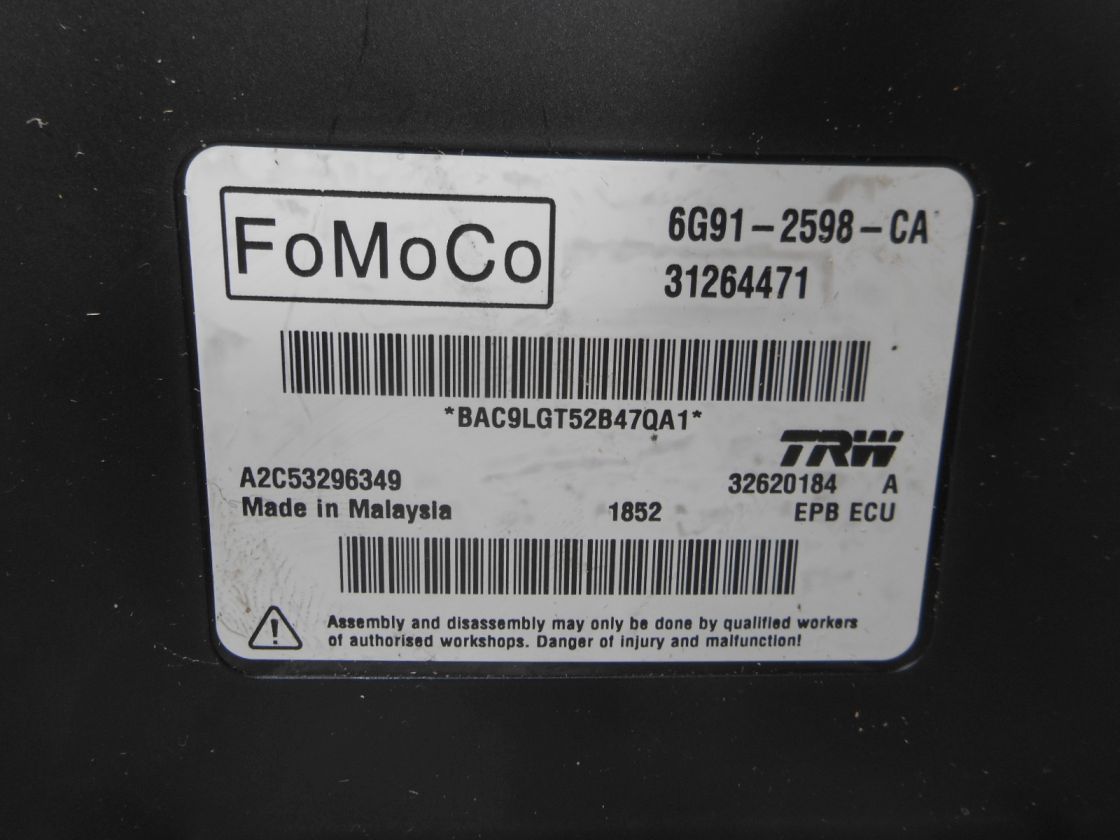 FoMoCo
6G91-2598-CA
31264471
*BAC9LGT52B47QA1*
TRW
A2C53296349
32620184 A
Made in Malaysia
1852
EPB ECU
Assembly and disassembly may only be done by qualified workers
of authorised workshops. Danger of injury and malfunction!